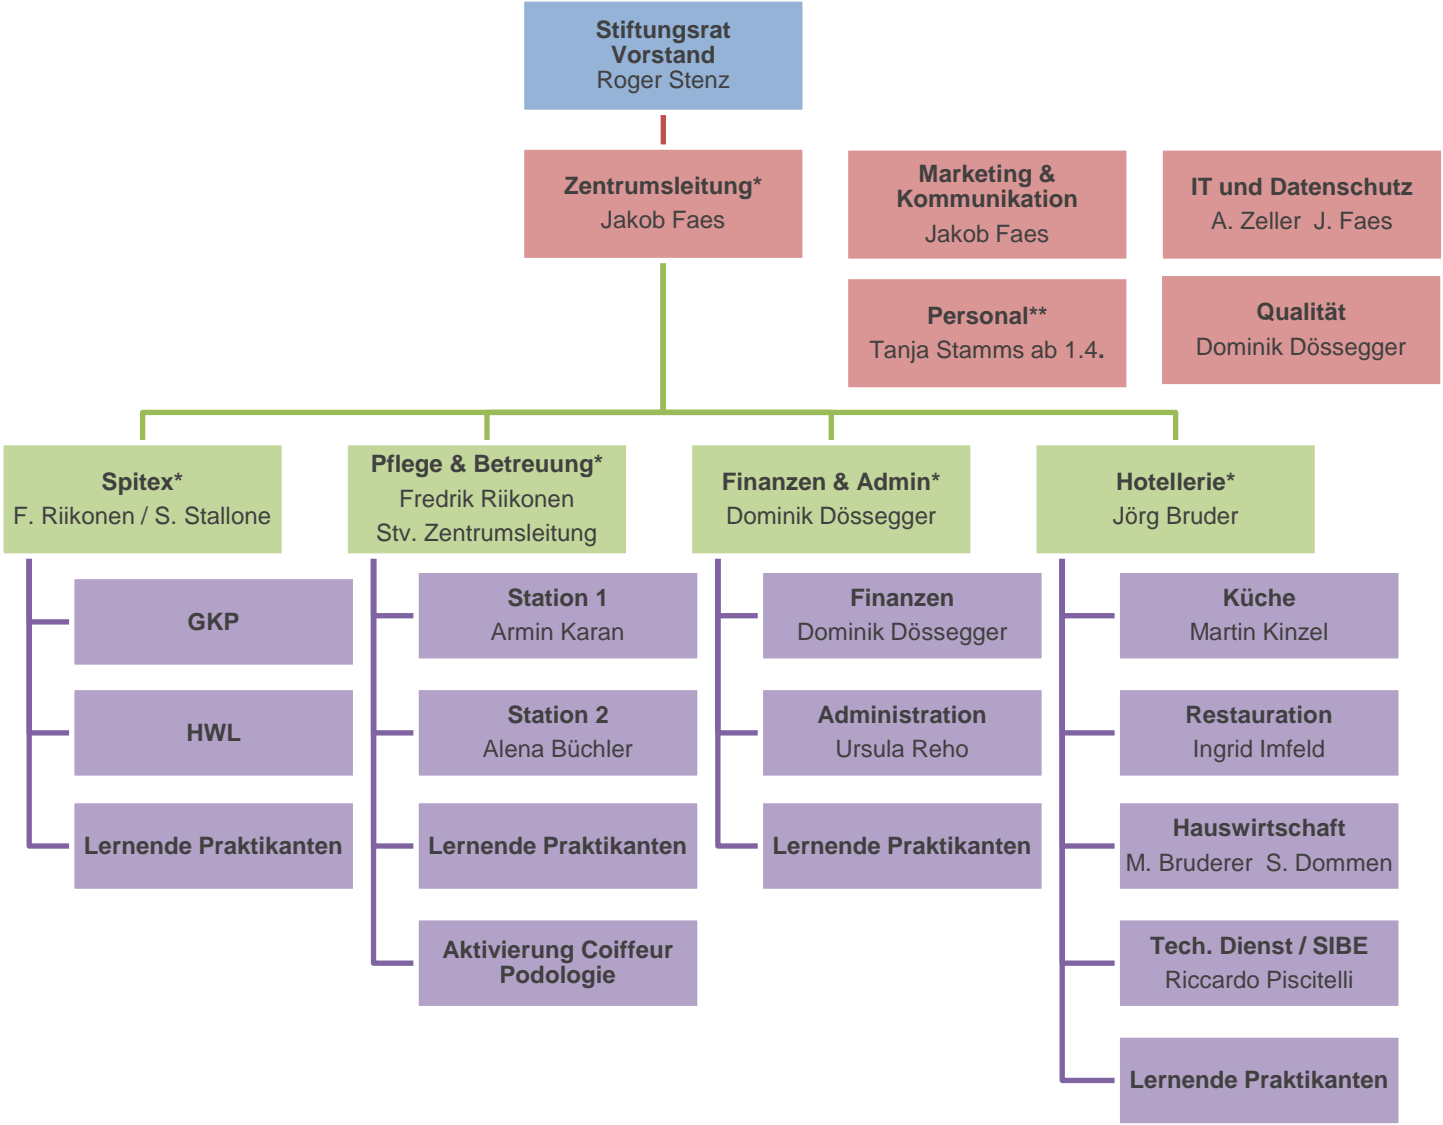 Stiftungsrat
Vorstand
Roger Stenz
Zentrumsleitung*
Jakob Faes
Marketing &
Kommunikation
Jakob Faes
IT und Datenschutz
A. Zeller  J. Faes
Personal**
Tanja Stamms ab 1.4.
Qualität
Dominik Dössegger
Spitex*
F. Riikonen / S. Stallone
Pflege & Betreuung*
Fredrik Riikonen
Stv. Zentrumsleitung
Finanzen & Admin*
Dominik Dössegger
Hotellerie*
Jörg Bruder
GKP
HWL
Lernende Praktikanten
Station 1
Armin Karan
Station 2
Alena Büchler
Lernende Praktikanten
Aktivierung Coiffeur
Podologie
Finanzen
Dominik Dössegger
Administration
Ursula Reho
Lernende Praktikanten
Küche
Martin Kinzel
Restauration
Ingrid Imfeld
Hauswirtschaft
M. Bruderer  S. Dommen
Tech. Dienst / SIBE
Riccardo Piscitelli
Lernende Praktikanten